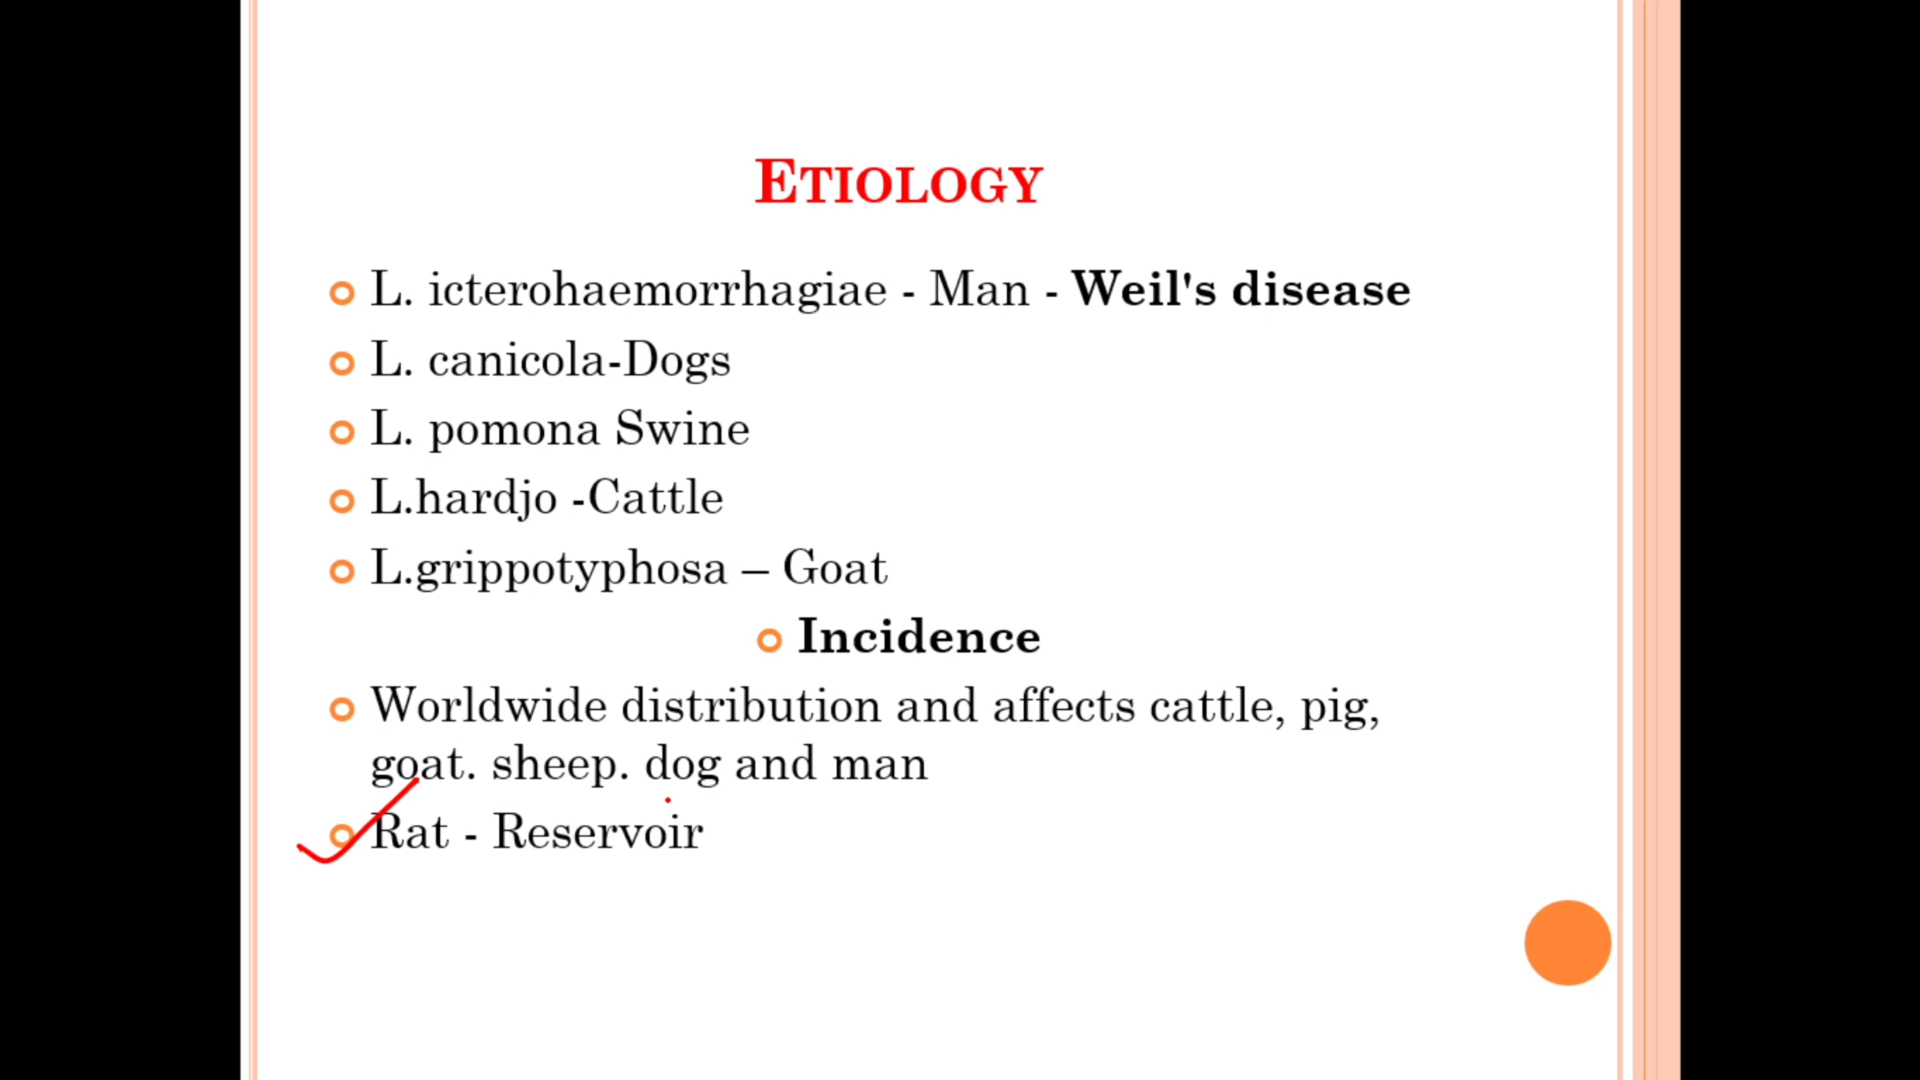 ETIOLOGY
L. icterohaemorrhagiae - Man - Weil's disease
L. canicola-Dogs
L. pomona Swine
L.hardjo -Cattle
L.grippotyphosa – Goat
Incidence
Worldwide distribution and affects cattle, pig,
goat. sheep. dog and man
Rat - Reservoir